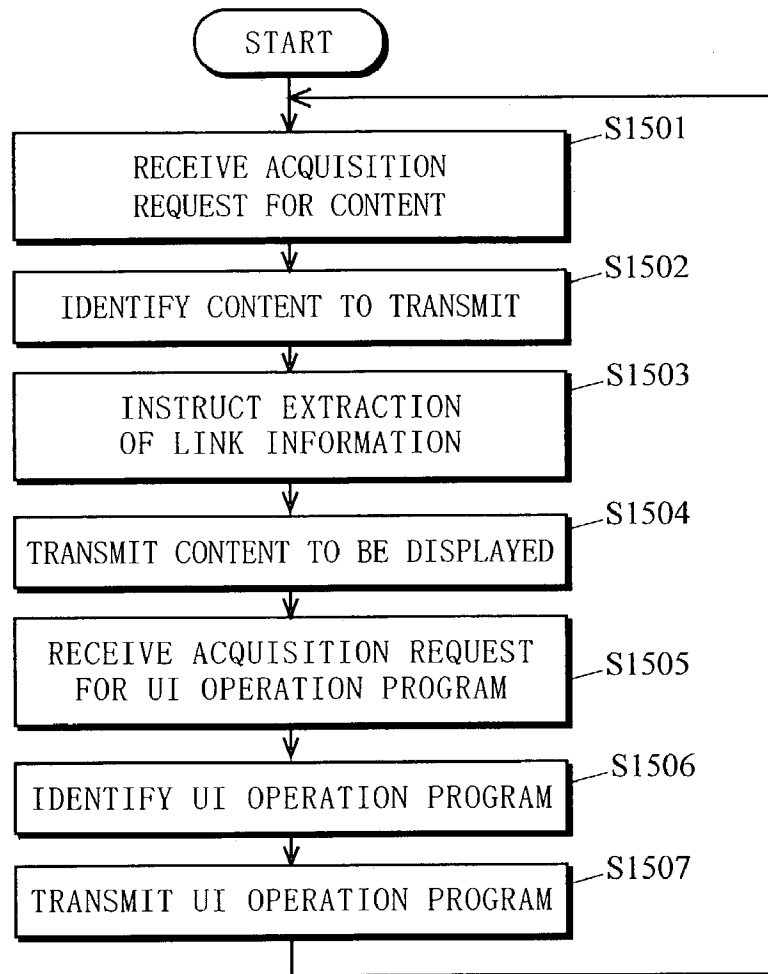 START
S1501
RECEIVE ACQUISITION
REQUEST FOR CONTENT
S1502
IDENTIFY CONTENT TO TRANSMIT
S1503
INSTRUCT EXTRACTION
OF LINK INFORMATION
S1504
TRANSMIT CONTENT TO BE DISPLAYED
S1505
RECEIVE ACQUISITION REQUEST
FOR UI OPERATION PROGRAM
S1506
IDENTIFY UI OPERATION PROGRAM
S1507
TRANSMIT UI OPERATION PROGRAM